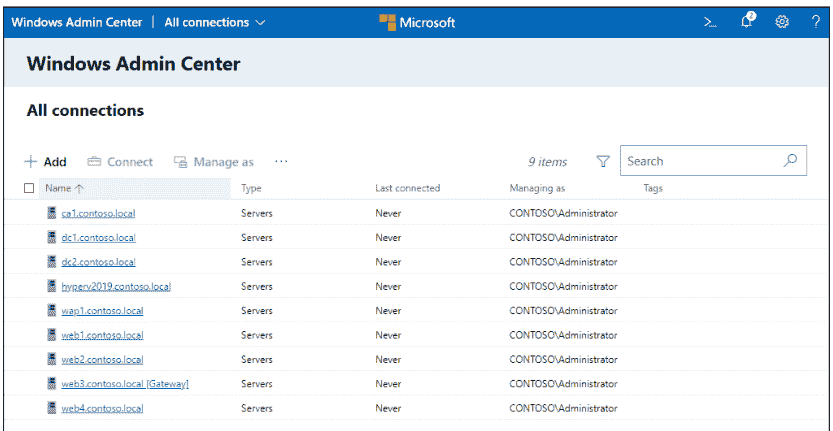 Windows Admin Center | All connections Microsoft >_ 2 ?
Windows Admin Center
All connections
Add Connect Manage as ... 9 items Search
Name Type Last connected Managing as Tags
ca1.contoso.local Servers Never CONTOSO\Administrator
dc1.contoso.local Servers Never CONTOSO\Administrator
dc2.contoso.local Servers Never CONTOSO\Administrator
hyperv2019.contoso.local Servers Never CONTOSO\Administrator
wap1.contoso.local Servers Never CONTOSO\Administrator
web1.contoso.local Servers Never CONTOSO\Administrator
web2.contoso.local Servers Never CONTOSO\Administrator
web3.contoso.local [Gateway] Servers Never CONTOSO\Administrator
web4.contoso.local Servers Never CONTOSO\Administrator